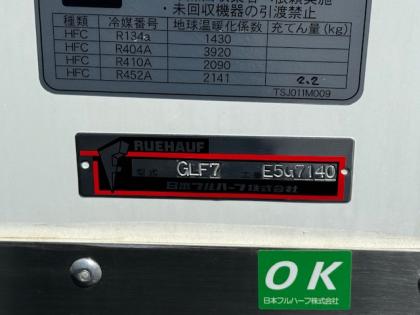 ・未回収機器の引渡禁止
種類 冷媒番号 地球温暖化係数 充てん量(kg)
HFC R134a 1430
HFC R404A 3920
HFC R410A 2090
HFC R452A 2141 2.2
TSJ011M009
RUEHAUF
型式 GLF7 E5G7140
日本フルハーフ株式会社
OK
日本フルハーフ株式会社